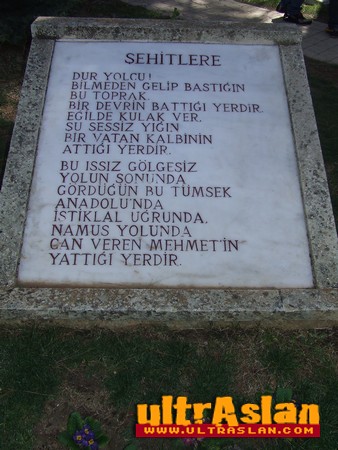 SEHITLERE
DUR YOLCU!
BILMEDEN GELIP BASTIĞIN
BU TOPRAK.
BIR DEVRIN BATTIĞI YERDIR.
EĞILDE KULAK VER.
SU SESSIZ YIĞIN
BIR VATAN KALBININ
ATTIĞI YERDIR.
BU ISSIZ GÖLGESIZ
YOLUN SONUNDA
GÖRDÜĞÜN BU TÜMSEK
ANADOLU'NDA
İSTIKLAL UĞRUNDA.
NAMUS YOLUNDA
CAN VEREN MEHMET'IN
YATTIĞI YERDIR.
ultrAslan
WWW.ULTRASLAN.COM